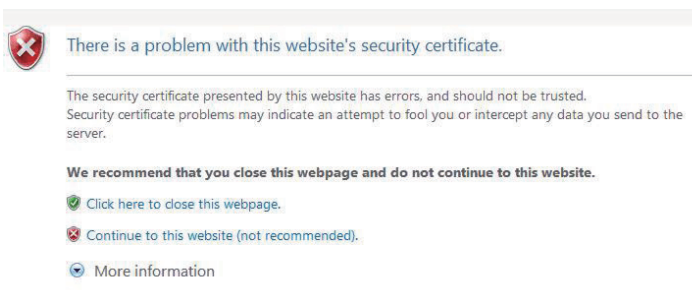 There is a problem with this website's security certificate.
The security certificate presented by this website has errors, and should not be trusted.
Security certificate problems may indicate an attempt to fool you or intercept any data you send to the
server.
We recommend that you close this webpage and do not continue to this website.
Click here to close this webpage.
Continue to this website (not recommended).
More information